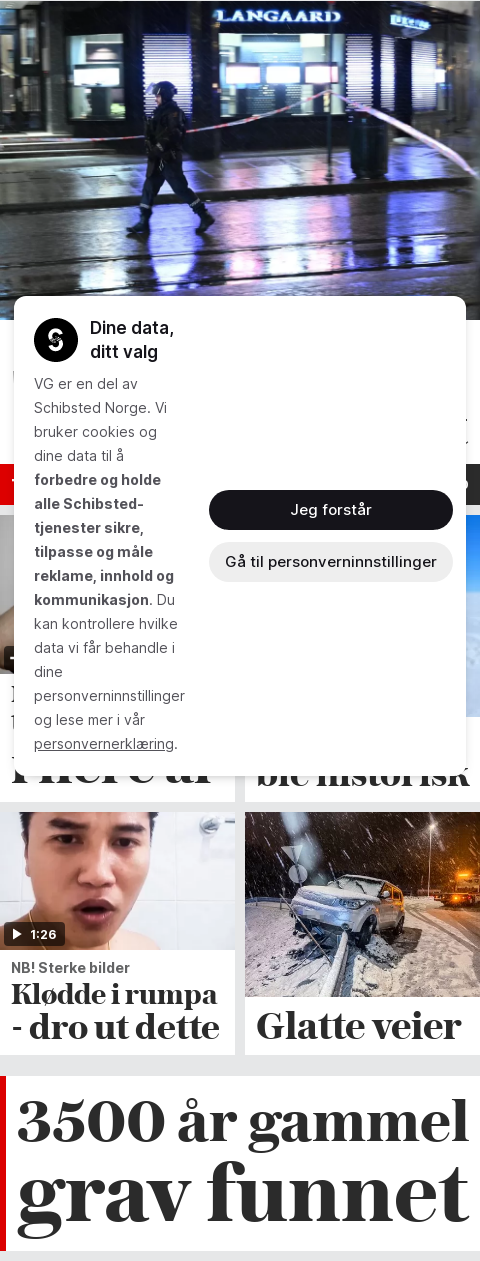 LANGAARD
Dine data,
ditt valg
VG er en del av
Schibsted Norge. Vi
bruker cookies og
dine data til å
forbedre og holde
alle Schibsted-
tjenester sikre,
tilpasse og måle
reklame, innhold og
kommunikasjon. Du
kan kontrollere hvilke
data vi får behandle i
dine
personverninnstillinger
og lese mer i vår
personvernerklæring.
Jeg forstår
Gå til personverninnstillinger
ble historisk
1:26
NB! Sterke bilder
Klødde i rumpa
- dro ut dette
Glatte veier
3500 år gammel
grav funnet